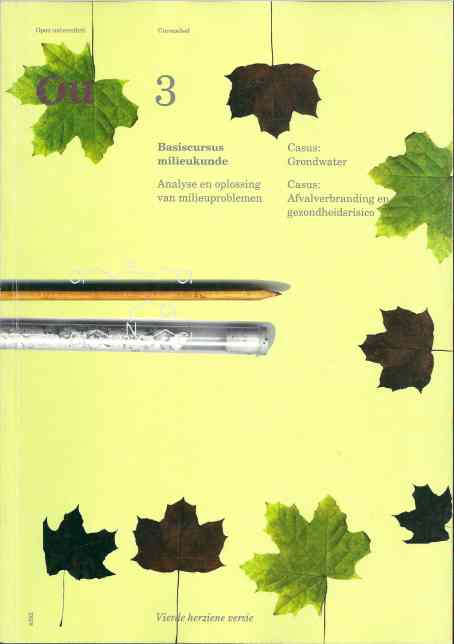 Open universiteit
Cursusdeel
Ou
3
Basiscursus
milieukunde
Analyse en oplossing
van milieuproblemen
Casus:
Grondwater
Casus:
Afvalverbranding en
gezondheidsrisico
Vierde herziene versie